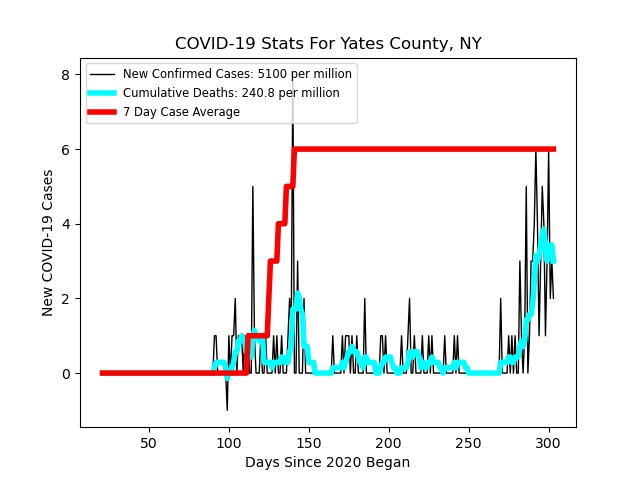 COVID-19 Stats For Yates County, NY
New Confirmed Cases: 5100 per million
Cumulative Deaths: 240.8 per million
7 Day Case Average
New COVID-19 Cases
8
6
4
2
0
50 100 150 200 250 300
Days Since 2020 Began